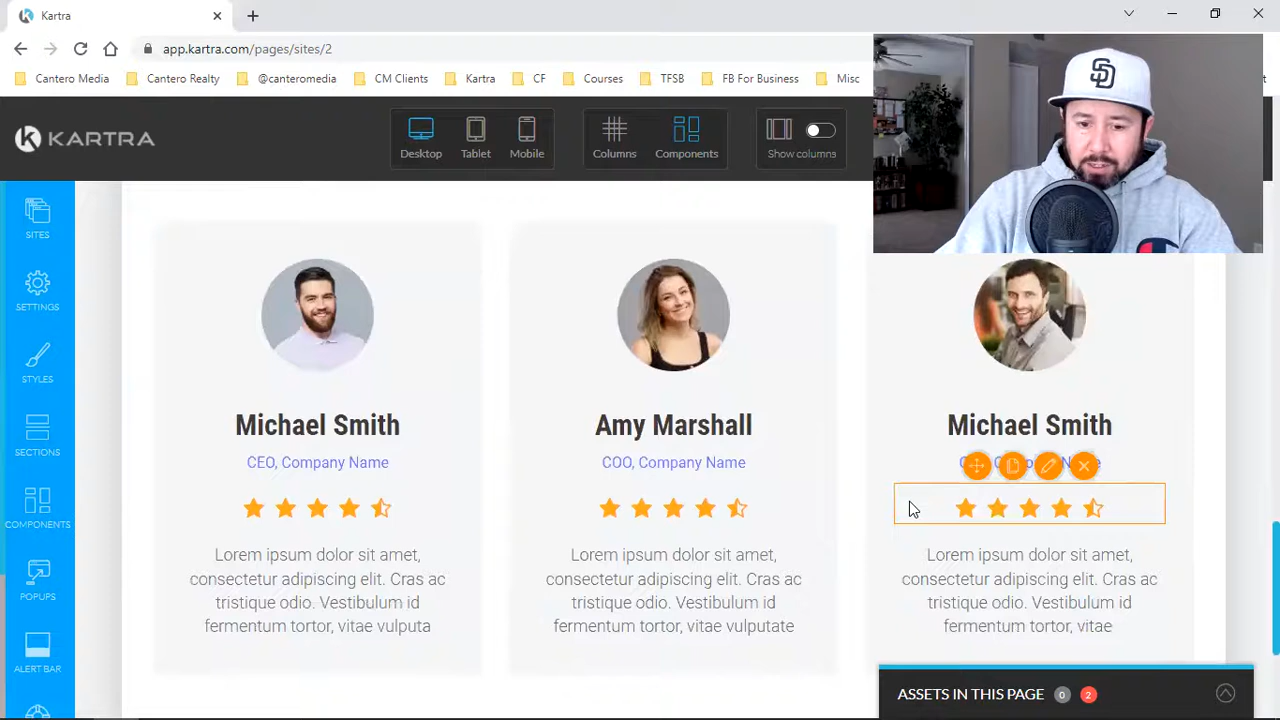 Kartra
app.kartra.com/pages/sites/2
Cantero Media
Cantero Realty
@canteromedia
CM Clients
Kartra
CF
Courses
TFSB
FB For Business
Misc
KARTRA
Desktop
Tablet
Mobile
Columns
Components
Show columns
SITES
SETTINGS
STYLES
SECTIONS
COMPONENTS
POPUPS
ALERT BAR
SD
Michael Smith
CEO, Company Name
Lorem ipsum dolor sit amet,
consectetur adipiscing elit. Cras ac
tristique odio. Vestibulum id
fermentum tortor, vitae vulputa
Amy Marshall
COO, Company Name
Lorem ipsum dolor sit amet,
consectetur adipiscing elit. Cras ac
tristique odio. Vestibulum id
fermentum tortor, vitae vulputate
Michael Smith
Lorem ipsum dolor sit amet,
consectetur adipiscing elit. Cras ac
tristique odio. Vestibulum id
fermentum tortor, vitae
ASSETS IN THIS PAGE 0 2